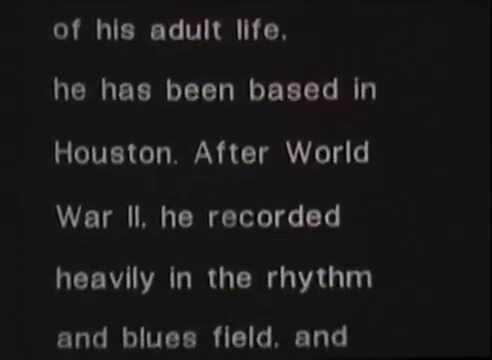 of his adult life,
he has been based in
Houston. After World
War II, he recorded
heavily in the rhythm
and blues field, and